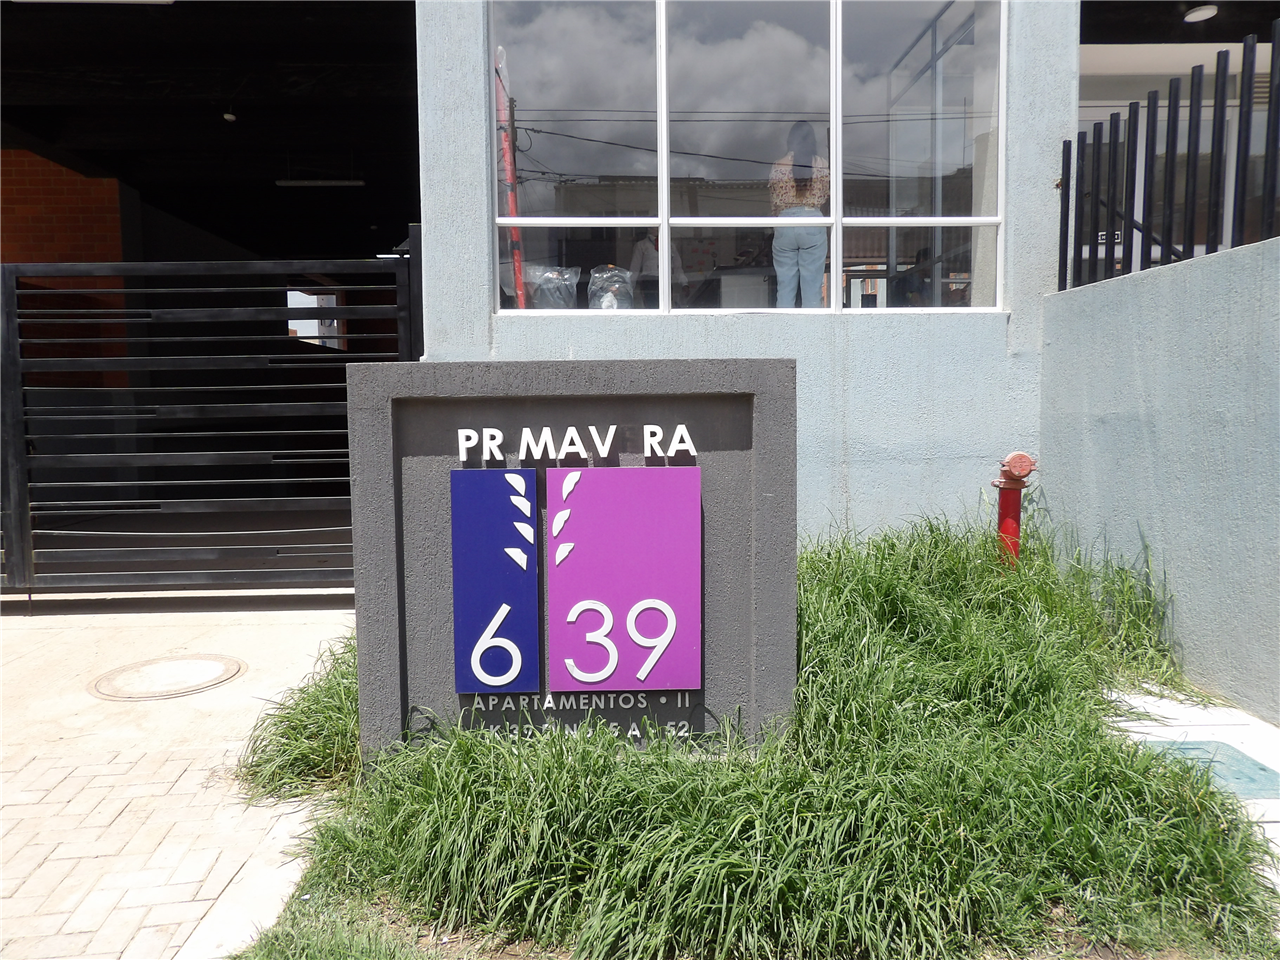 PR MAV RA
6 39
APARTAMENTOS • II